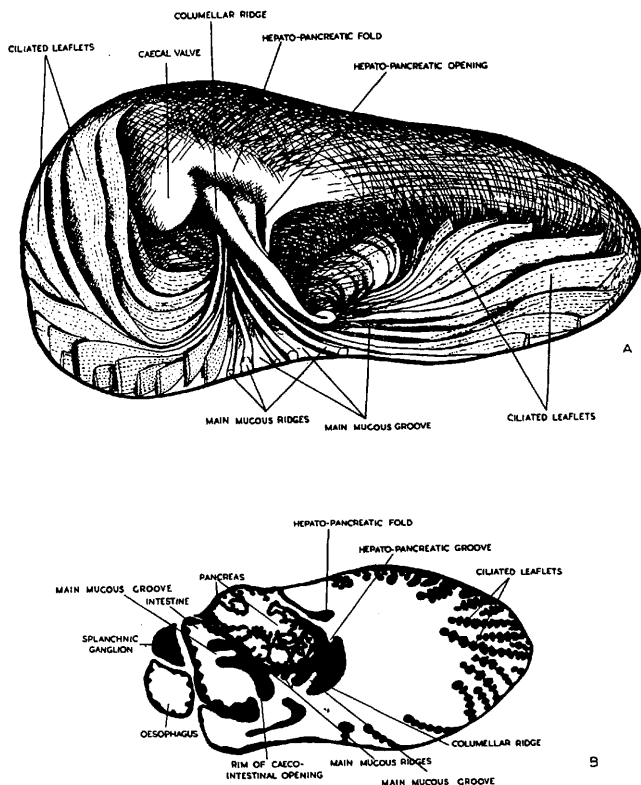 COLUMELLAR RIDGE
HEPATO-PANCREATIC FOLD
CILIATED LEAFLETS
CAECAL VALVE
HEPATO-PANCREATIC OPENING
A
MAIN MUCOUS RIDGES
MAIN MUCOUS GROOVE
CILIATED LEAFLETS
HEPATO-PANCREATIC FOLD
HEPATO-PANCREATIC GROOVE
CILIATED LEAFLETS
PANCREAS
MAIN MUCOUS GROOVE
INTESTINE
SPLANCHNIC
GANGLION
OESOPHAGUS
COLUMELLAR RIDGE
RIM OF CAECO-
INTESTINAL OPENING
MAIN MUCOUS RIDGES
B
MAIN MUCOUS GROOVE